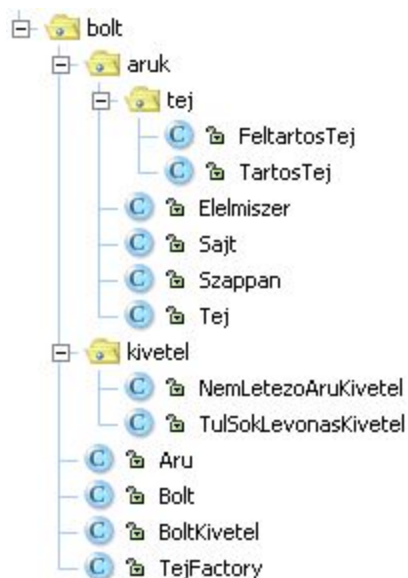 bolt
aruk
tej
C FeltartosTej
C TartosTej
C Elelmiszer
C Sajt
C Szappan
C Tej
kivetel
C NemLetezoAruKivetel
C TulSokLevonasKivetel
C Aru
C Bolt
C BoltKivetel
C TejFactory